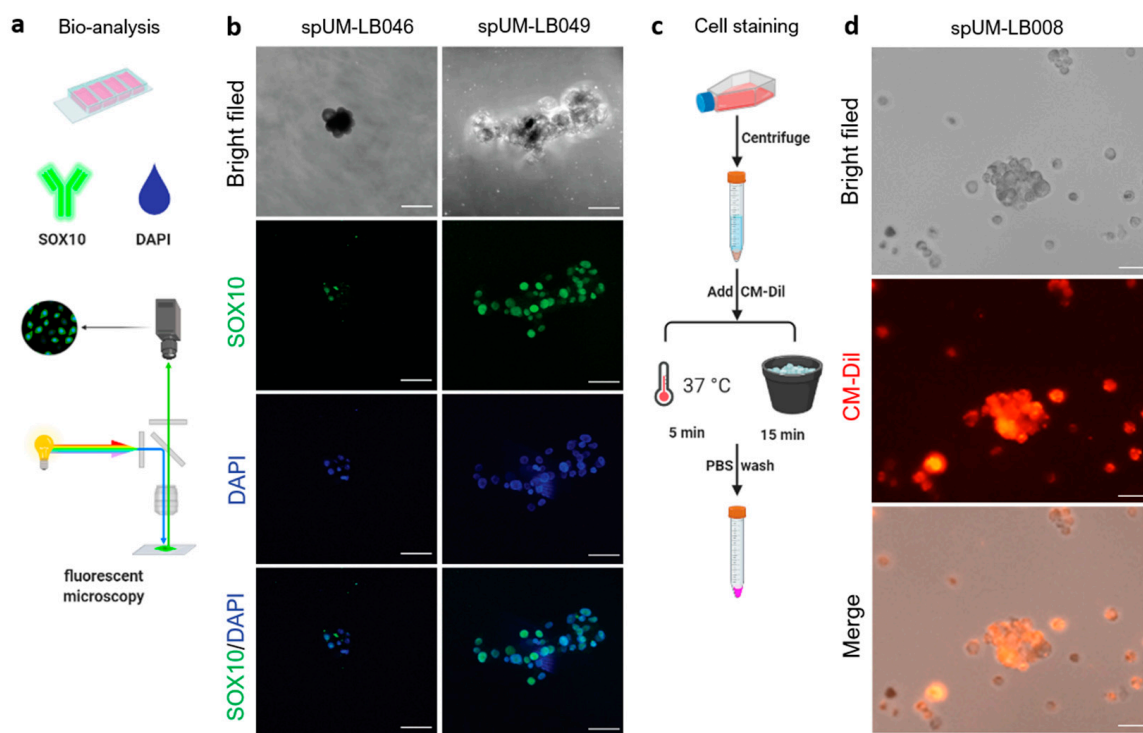 a
Bio-analysis
SOX10
DAPI
fluorescent
microscopy
b
spUM-LB046
spUM-LB049
Bright filed
SOX10
DAPI
SOX10/DAPI
c
Cell staining
Centrifuge
Add CM-Dil
37 °C
5 min
15 min
PBS wash
d
spUM-LB008
Bright filed
CM-Dil
Merge